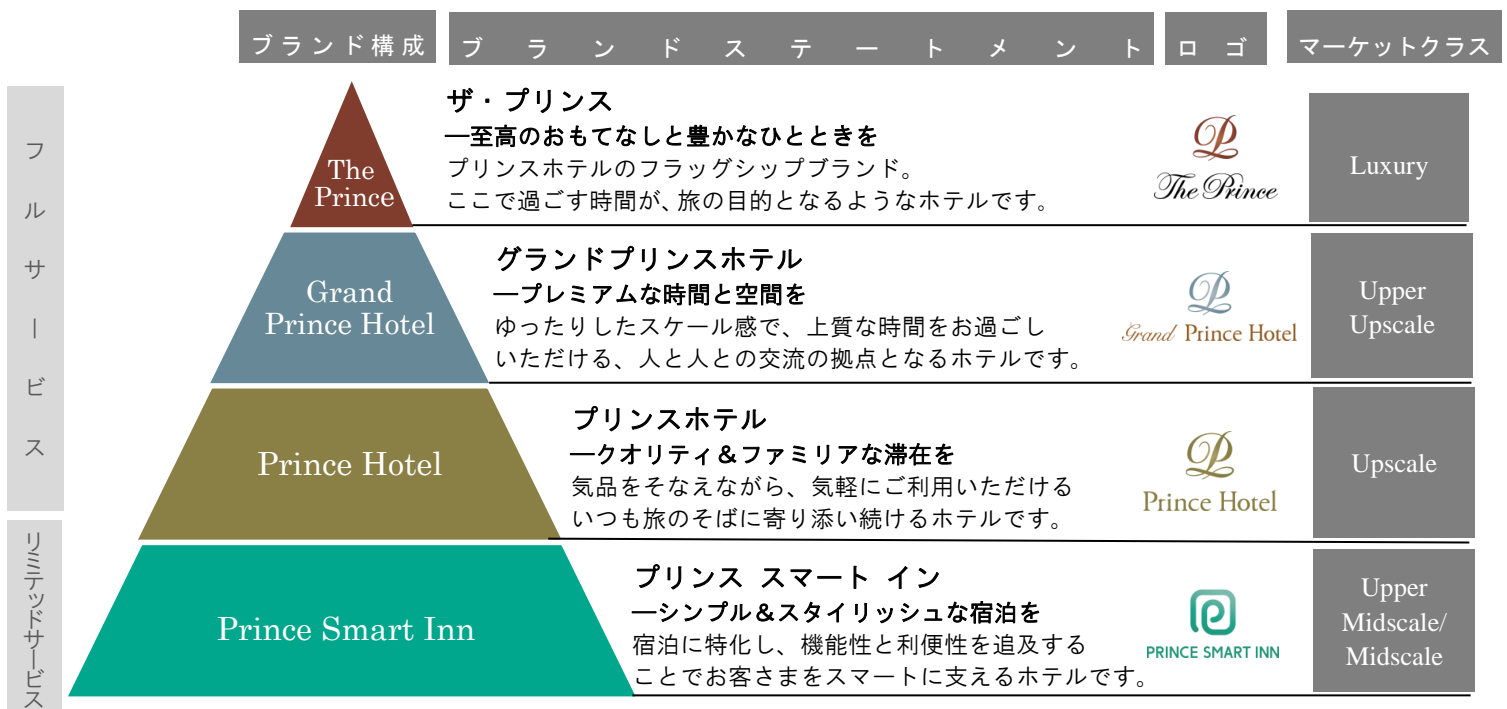 ブランド構成
ブランドステートメント
ロゴ
マーケットクラス
フルサービス
The
Prince
ザ・プリンス
―至高のおもてなしと豊かなひとときを
プリンスホテルのフラッグシップブランド。
ここで過ごす時間が、旅の目的となるようなホテルです。
The Prince
Luxury
Grand
Prince Hotel
グランドプリンスホテル
―プレミアムな時間と空間を
ゆったりしたスケール感で、上質な時間をお過ごし
いただける、人と人との交流の拠点となるホテルです。
Grand Prince Hotel
Upper
Upscale
Prince Hotel
プリンスホテル
―クオリティ&ファミリアな滞在を
気品をそなえながら、気軽にご利用いただける
いつも旅のそばに寄り添い続けるホテルです。
Prince Hotel
Upscale
リミテッドサービス
Prince Smart Inn
プリンス スマート イン
―シンプル&スタイリッシュな宿泊を
宿泊に特化し、機能性と利便性を追及する
ことでお客さまをスマートに支えるホテルです。
PRINCE SMART INN
Upper
Midscale/
Midscale